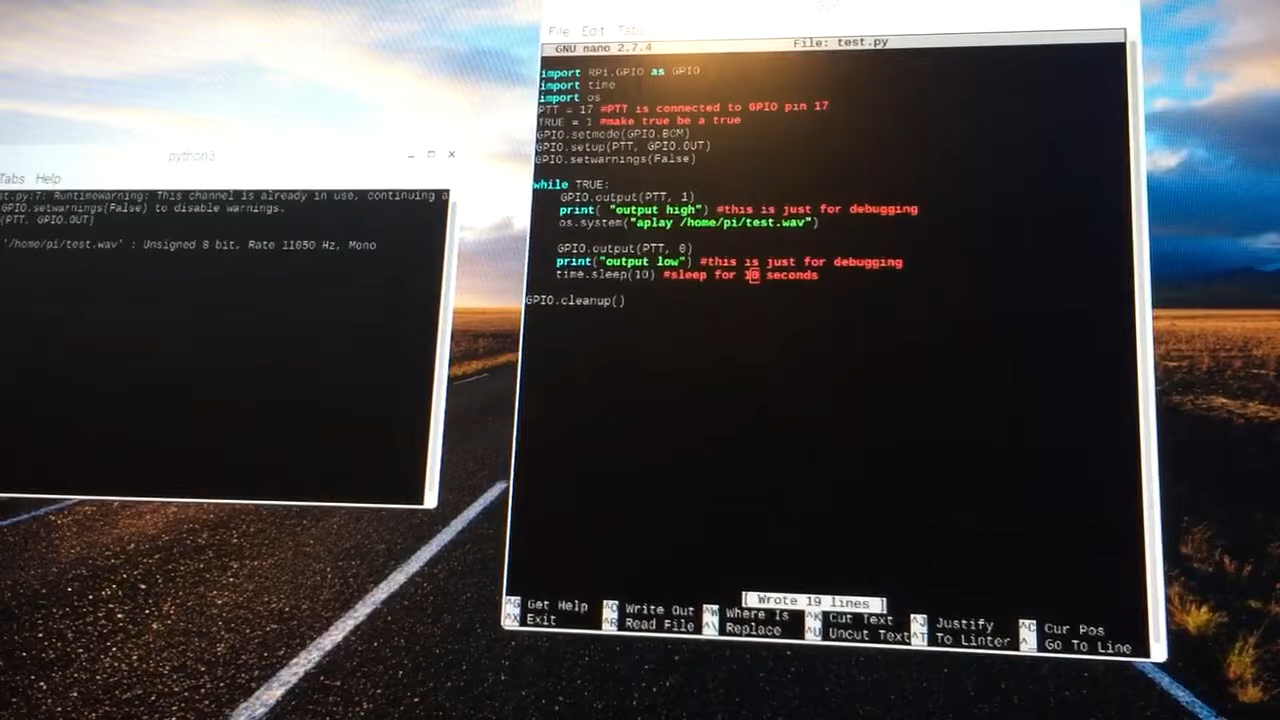 python3
Tabs Help
st.py:7: RuntimeWarning: This channel is already in use, continuing a
GPIO.setwarnings(False) to disable warnings.
(PTT, GPIO.OUT)
'/home/pi/test.wav' : Unsigned 8 bit, Rate 11050 Hz, Mono
File Edit Tabs
GNU nano 2.7.4 File: test.py
import RPi.GPIO as GPIO
import time
import os
PTT = 17 #PTT is connected to GPIO pin 17
TRUE = 1 #make true be a true
GPIO.setmode(GPIO.BCM)
GPIO.setup(PTT, GPIO.OUT)
GPIO.setwarnings(False)
while TRUE:
GPIO.output(PTT, 1)
print( "output high") #this is just for debugging
os.system("aplay /home/pi/test.wav")
GPIO.output(PTT, 0)
print("output low") #this is just for debugging
time.sleep(10) #sleep for 10 seconds
GPIO.cleanup()
[ Wrote 19 lines ]
^G Get Help ^O Write Out ^W Where Is ^K Cut Text ^J Justify ^C Cur Pos
^X Exit ^R Read File ^\ Replace ^U Uncut Text ^T To Linter ^_ Go To Line